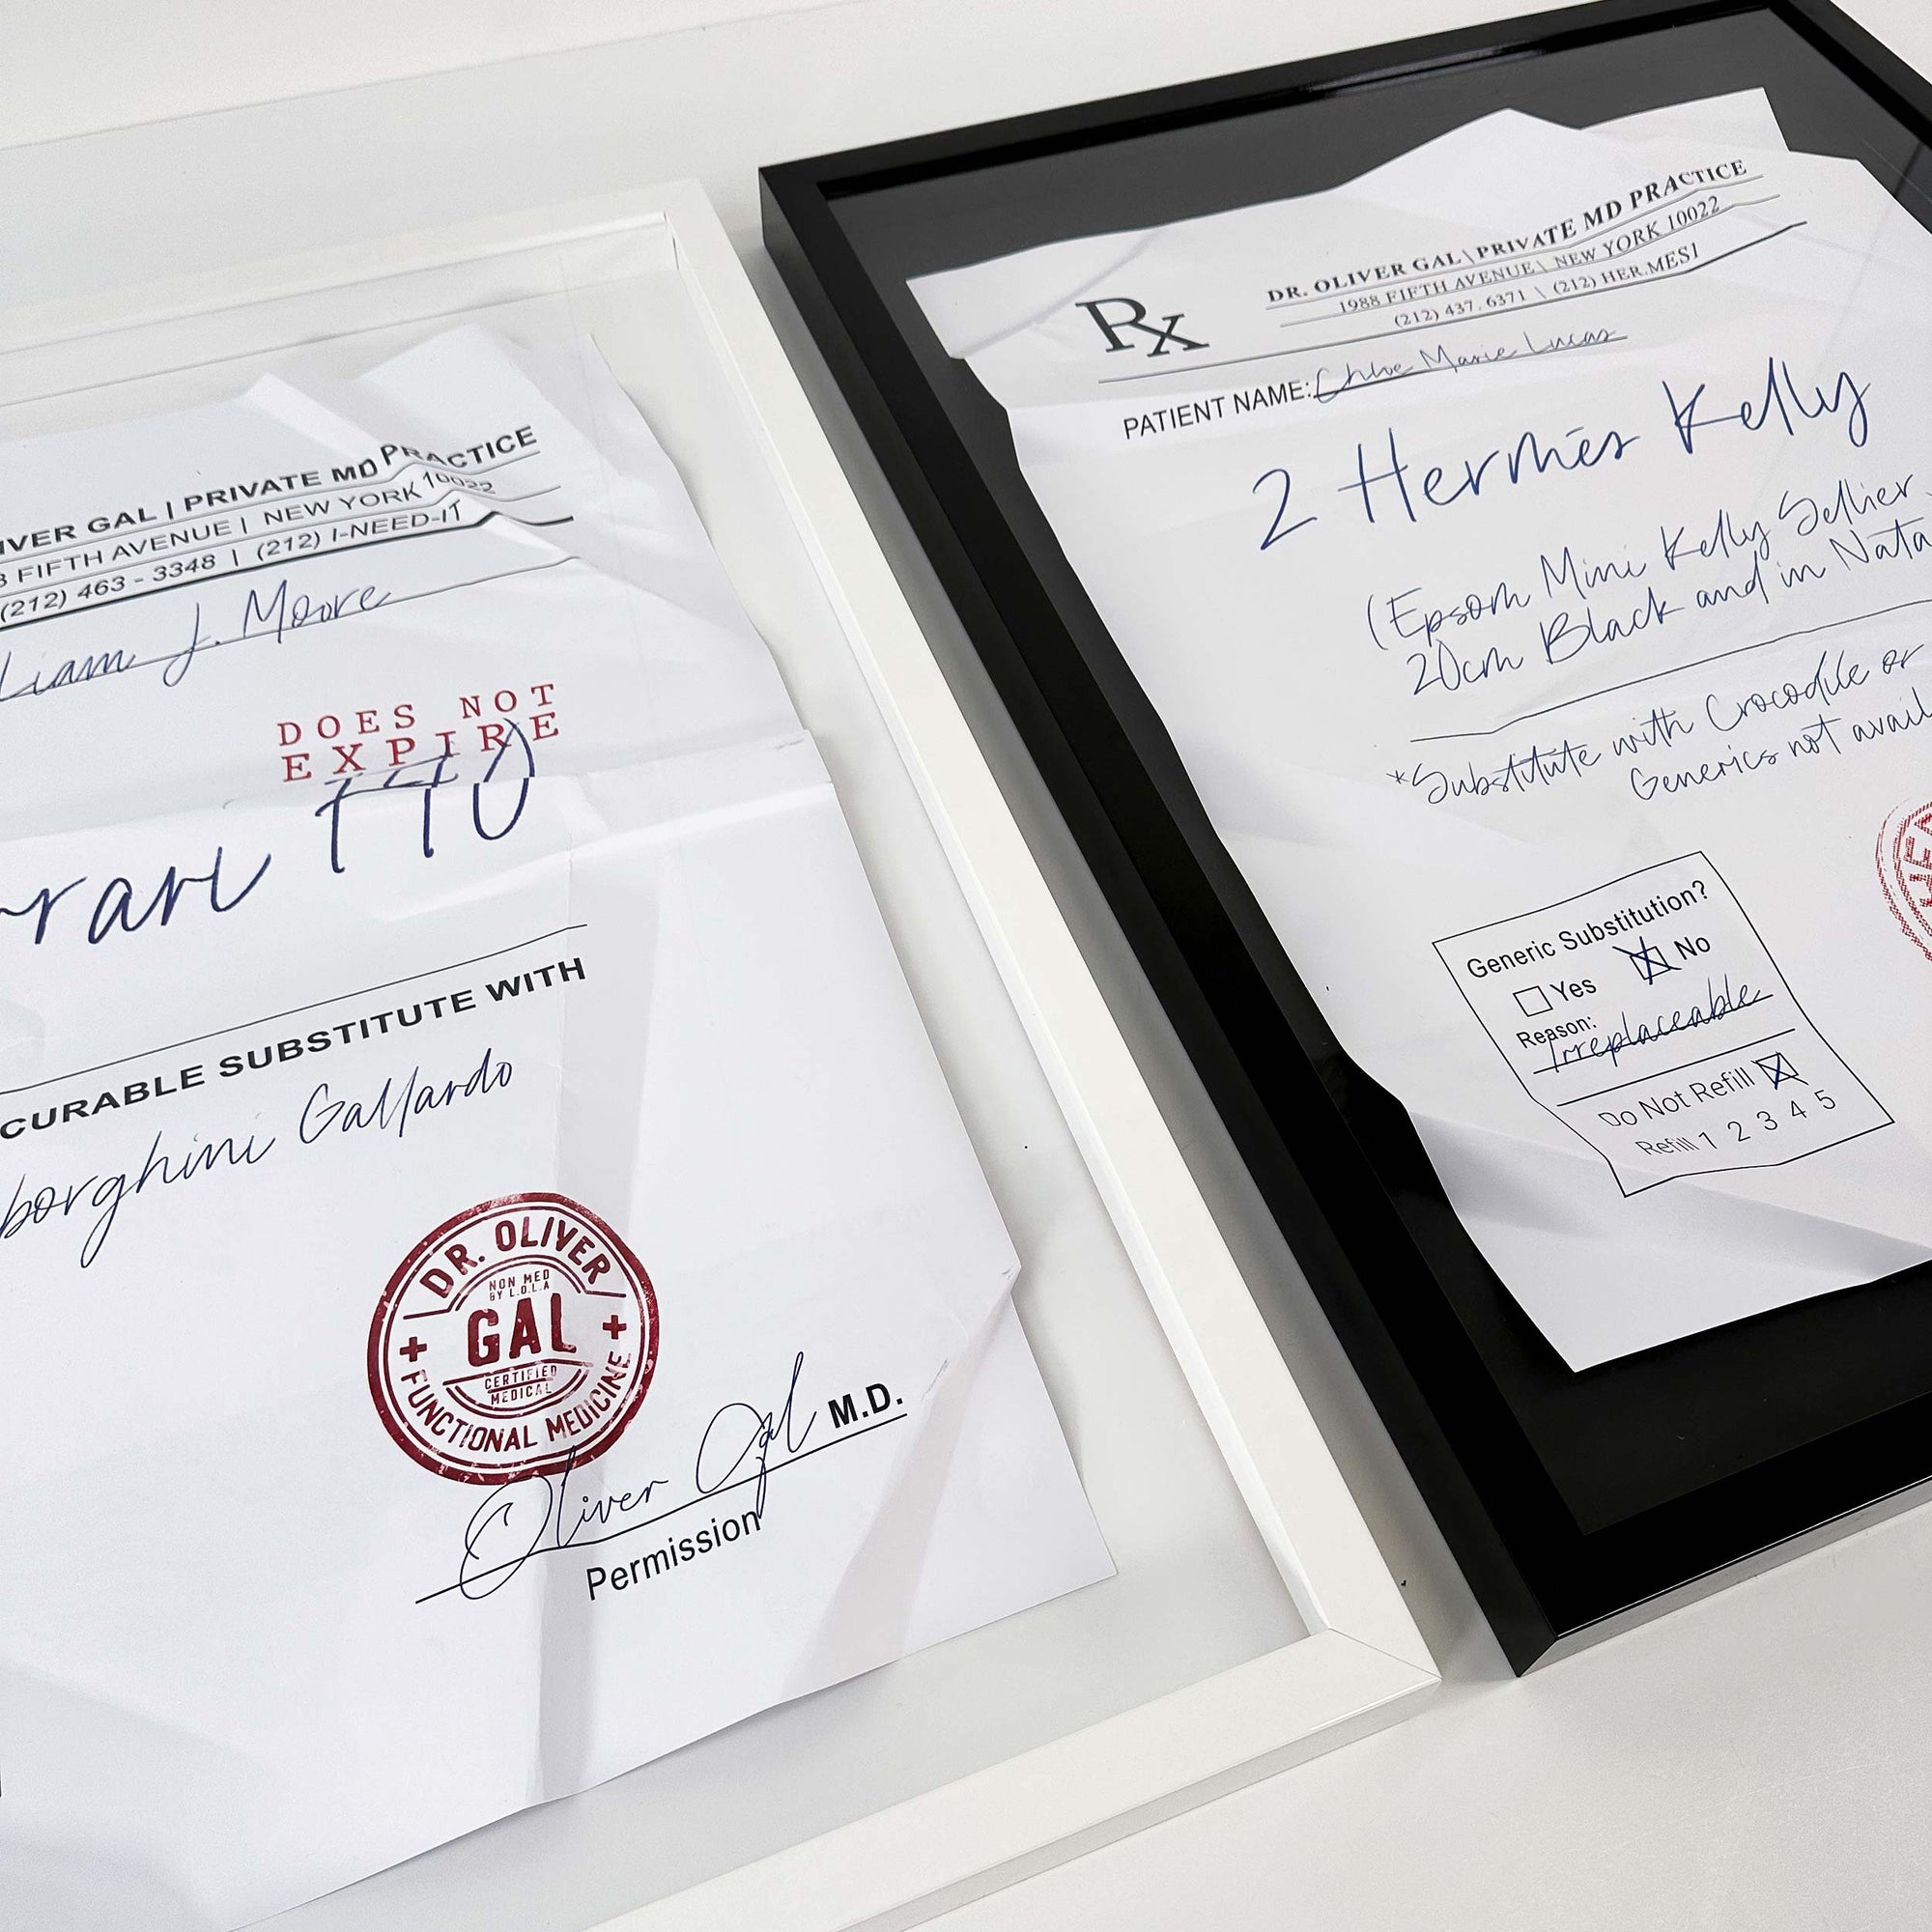 IVER GAL | PRIVATE MD PRACTICE
FIFTH AVENUE | NEW YORK 10022
(212) 463 - 3348 | (212) I-NEED-IT
liam J. Moore
DOES NOT
EXPIRE
rari
CURABLE SUBSTITUTE WITH
borghini Gallardo
DR. OLIVER
NON MED
BY L.O.L.A
GAL
CERTIFIED
MEDICAL
FUNCTIONAL MEDICINE
Oliver Gal M.D.
Permission
Rx
DR. OLIVER GAL \ PRIVATE MD PRACTICE
1988 FIFTH AVENUE \ NEW YORK 10022
(212) 437. 6371 \ (212) HER.MES1
PATIENT NAME: Chloe Marie Lucas
2 Hermès Kelly
(Epsom Mini Kelly Sellier
20cm Black and in Nata
*Substitute with Crocodile or
Generics not avail
Generic Substitution?
Yes No
Reason: Irreplaceable
Do Not Refill
Refill 1 2 3 4 5